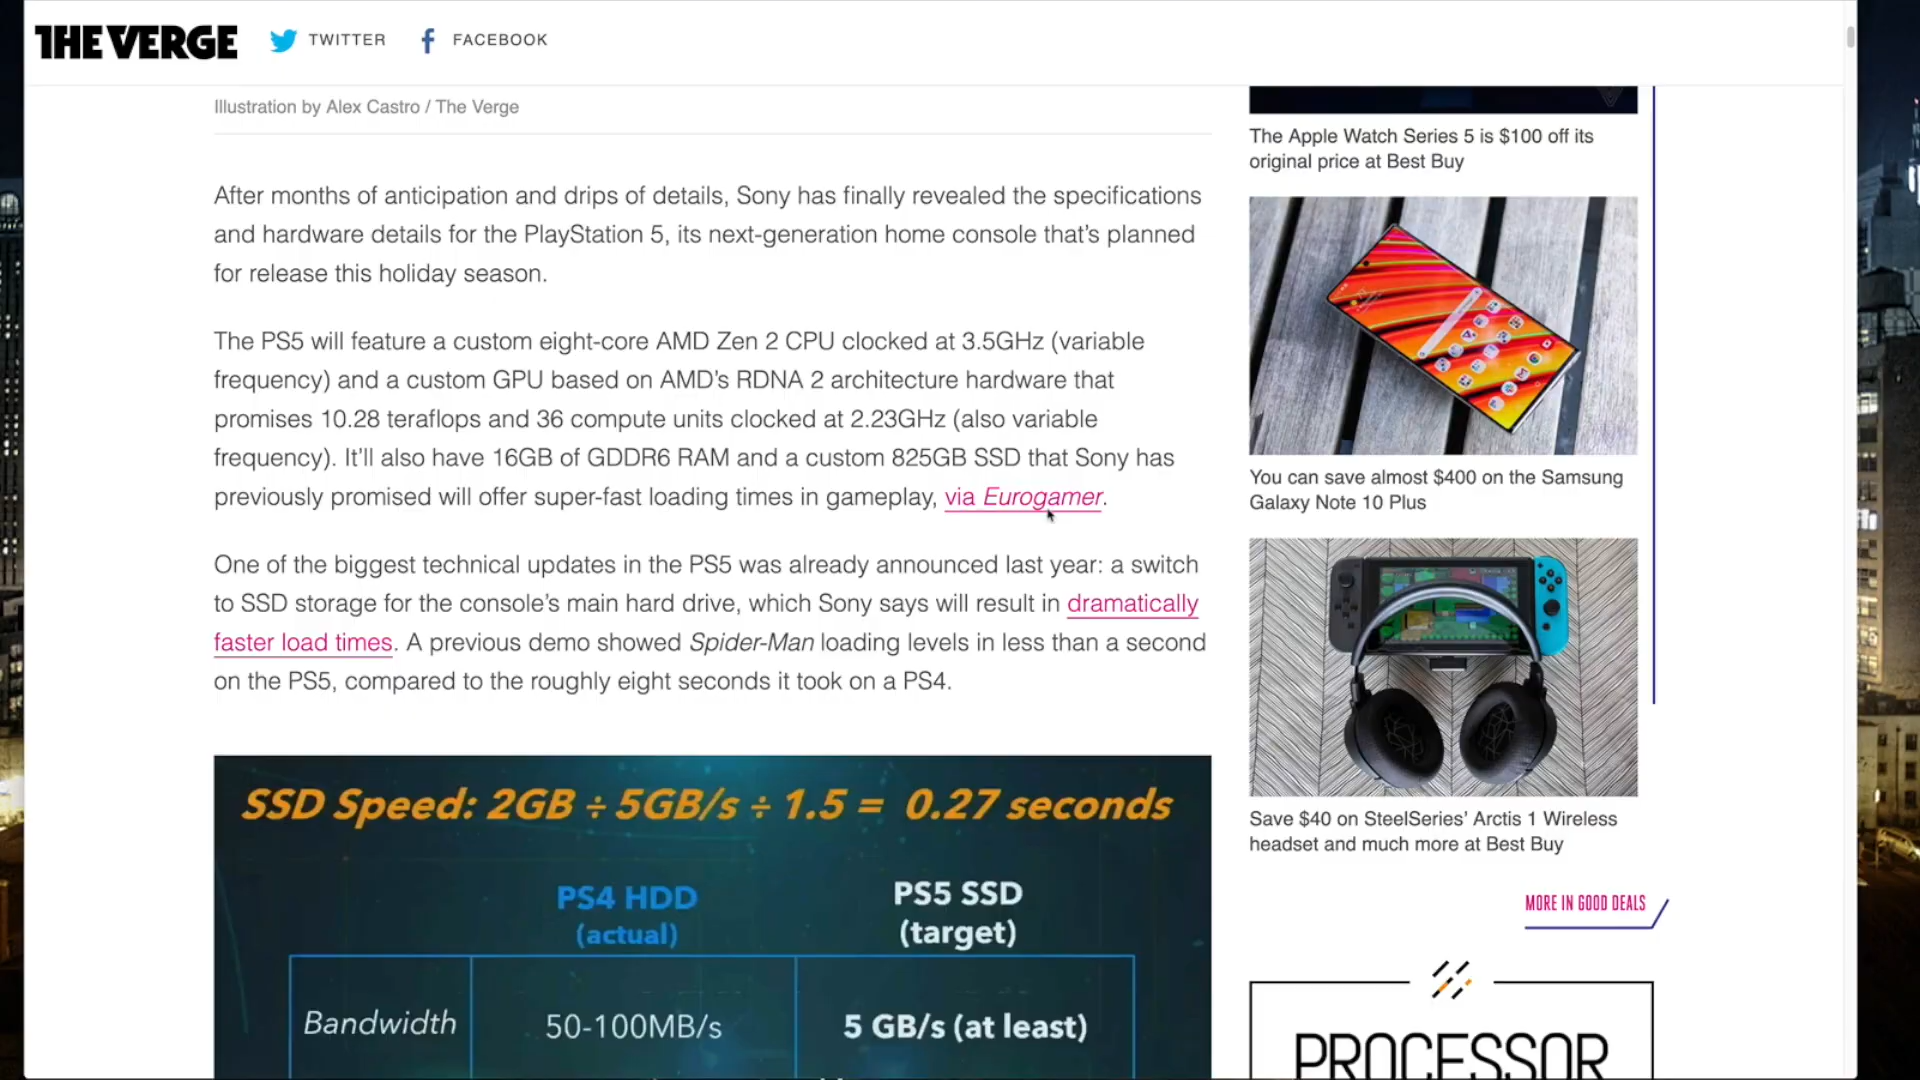 THE VERGE TWITTER FACEBOOK
Illustration by Alex Castro / The Verge
After months of anticipation and drips of details, Sony has finally revealed the specifications
and hardware details for the PlayStation 5, its next-generation home console that's planned
for release this holiday season.
The PS5 will feature a custom eight-core AMD Zen 2 CPU clocked at 3.5GHz (variable
frequency) and a custom GPU based on AMD's RDNA 2 architecture hardware that
promises 10.28 teraflops and 36 compute units clocked at 2.23GHz (also variable
frequency). It'll also have 16GB of GDDR6 RAM and a custom 825GB SSD that Sony has
previously promised will offer super-fast loading times in gameplay, via Eurogamer.
One of the biggest technical updates in the PS5 was already announced last year: a switch
to SSD storage for the console's main hard drive, which Sony says will result in dramatically
faster load times. A previous demo showed Spider-Man loading levels in less than a second
on the PS5, compared to the roughly eight seconds it took on a PS4.
SSD Speed: 2GB ÷ 5GB/s ÷ 1.5 = 0.27 seconds
PS4 HDD
(actual)
PS5 SSD
(target)
Bandwidth 50-100MB/s 5 GB/s (at least)
The Apple Watch Series 5 is $100 off its
original price at Best Buy
You can save almost $400 on the Samsung
Galaxy Note 10 Plus
Save $40 on SteelSeries' Arctis 1 Wireless
headset and much more at Best Buy
MORE IN GOOD DEALS
PROCESSOR